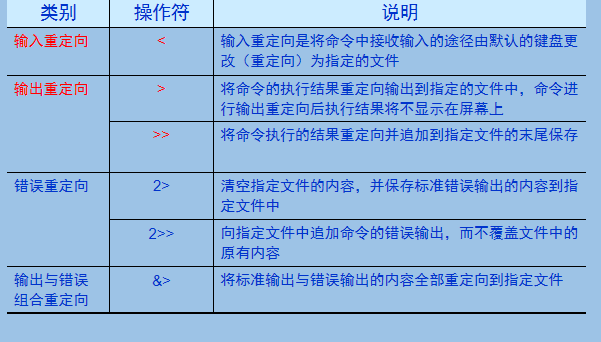 类别 操作符 说明
输入重定向 < 输入重定向是将命令中接收输入的途径由默认的键盘更
改（重定向）为指定的文件
输出重定向 > 将命令的执行结果重定向输出到指定的文件中，命令进
行输出重定向后执行结果将不显示在屏幕上
>> 将命令执行的结果重定向并追加到指定文件的末尾保存
错误重定向 2> 清空指定文件的内容，并保存标准错误输出的内容到指
定文件中
2>> 向指定文件中追加命令的错误输出，而不覆盖文件中的
原有内容
输出与错误 &> 将标准输出与错误输出的内容全部重定向到指定文件
组合重定向